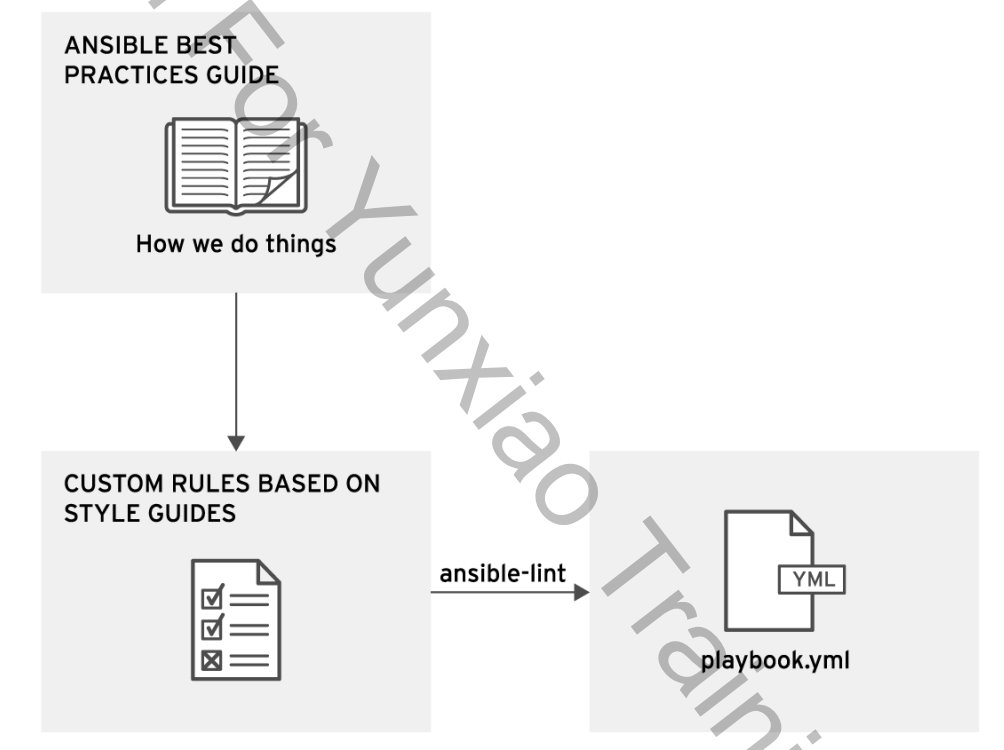 ANSIBLE BEST
PRACTICES GUIDE
How we do things
CUSTOM RULES BASED ON
STYLE GUIDES
ansible-lint
YML
playbook.yml
For Yunxiao Traini